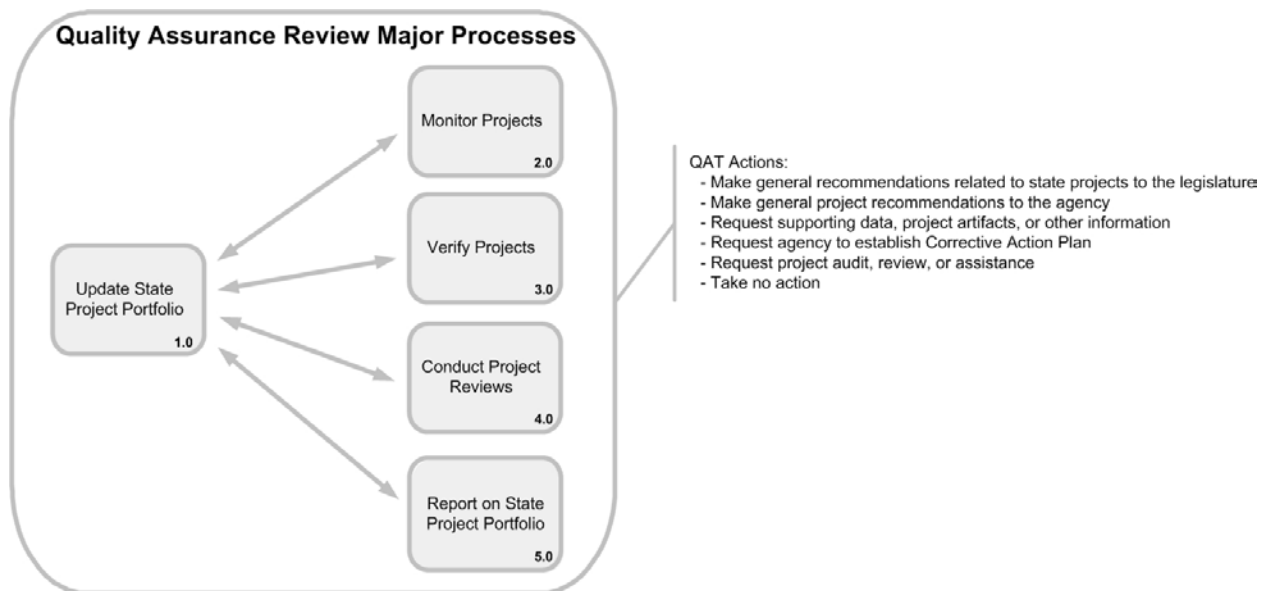 Quality Assurance Review Major Processes
Monitor Projects
2.0
Verify Projects
3.0
Update State
Project Portfolio
1.0
Conduct Project
Reviews
4.0
Report on State
Project Portfolio
5.0
QAT Actions:
- Make general recommendations related to state projects to the legislature
- Make general project recommendations to the agency
- Request supporting data, project artifacts, or other information
- Request agency to establish Corrective Action Plan
- Request project audit, review, or assistance
- Take no action